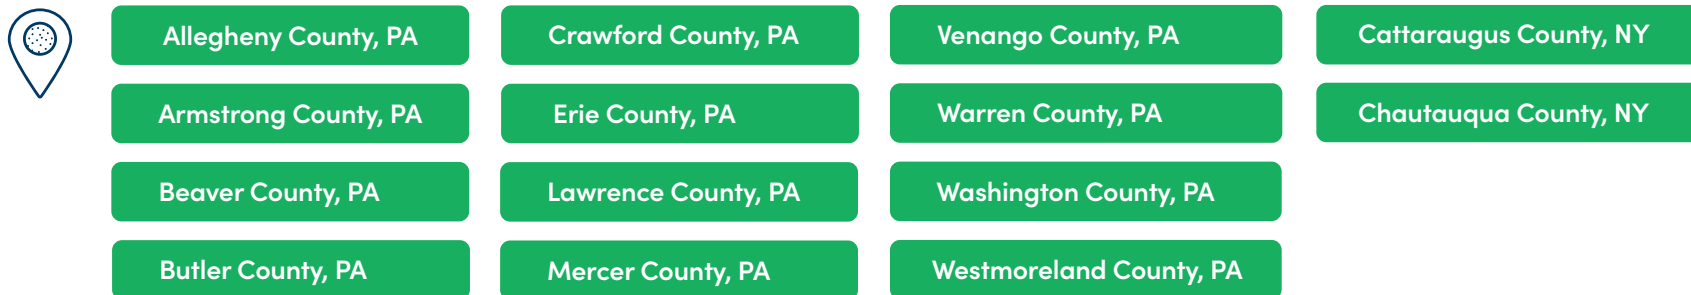 Allegheny County, PA
Armstrong County, PA
Beaver County, PA
Butler County, PA
Crawford County, PA
Erie County, PA
Lawrence County, PA
Mercer County, PA
Venango County, PA
Warren County, PA
Washington County, PA
Westmoreland County, PA
Cattaraugus County, NY
Chautauqua County, NY